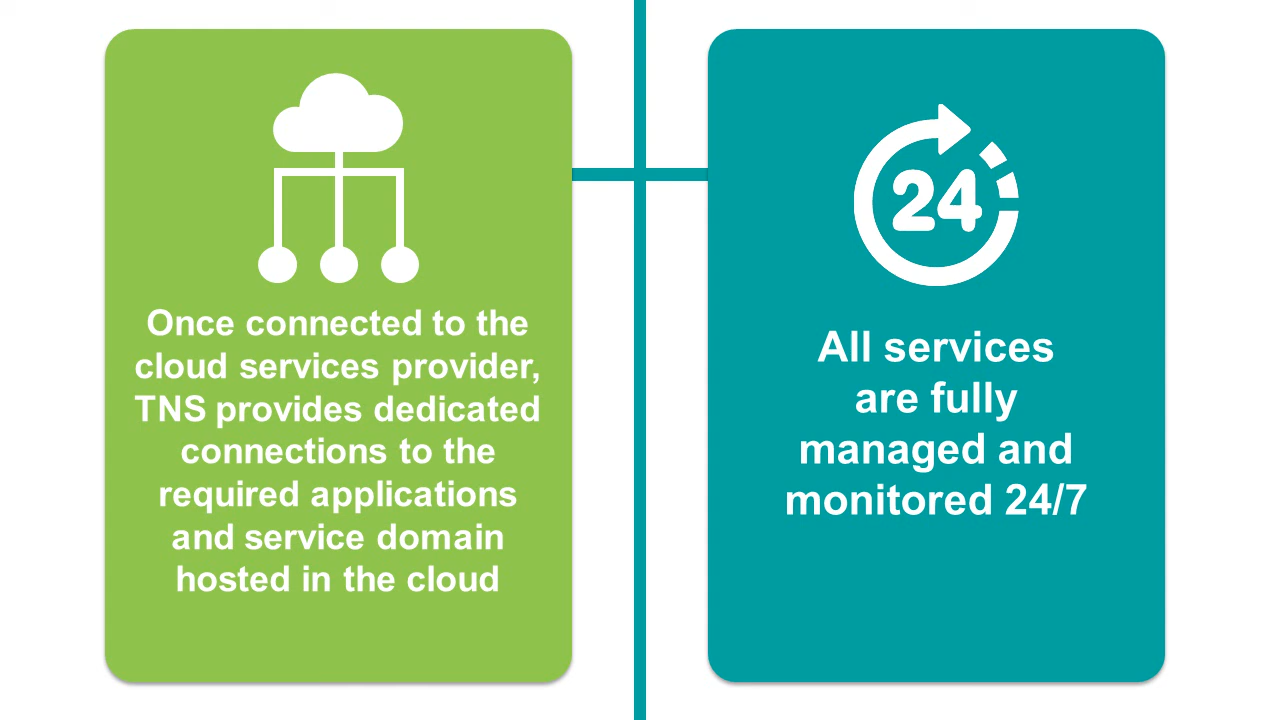 Once connected to the
cloud services provider,
TNS provides dedicated
connections to the
required applications
and service domain
hosted in the cloud
24
All services
are fully
managed and
monitored 24/7